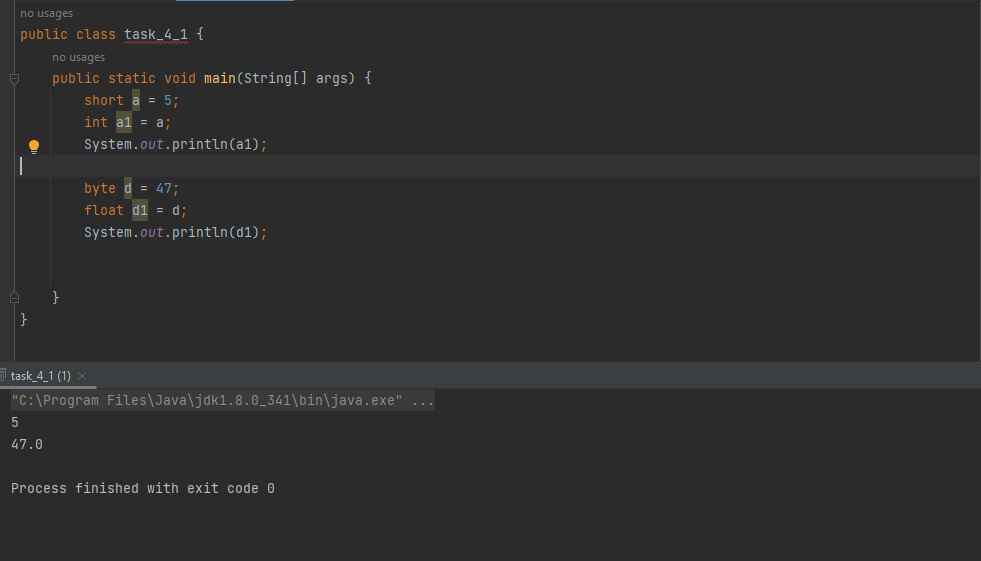 no usages
public class task_4_1 {
no usages
public static void main(String[] args) {
short a = 5;
int a1 = a;
System.out.println(a1);
byte d = 47;
float d1 = d;
System.out.println(d1);
}
}
task_4_1 (1)
"C:\Program Files\Java\jdk1.8.0_341\bin\java.exe" ...
5
47.0
Process finished with exit code 0